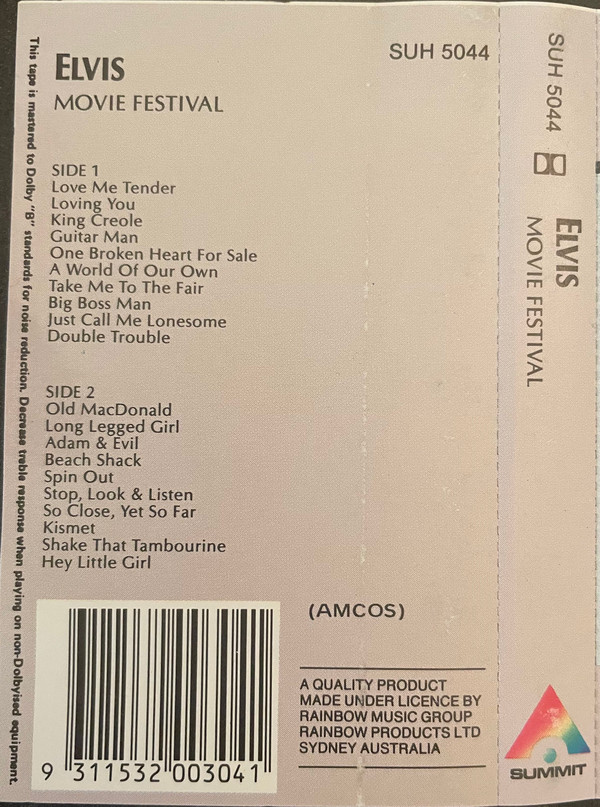 This tape is mastered to Dolby "B" standards for noise reduction. Decrease treble response when playing on non-Dolbyised equipment.
ELVIS
MOVIE FESTIVAL
SUH 5044
SIDE 1
Love Me Tender
Loving You
King Creole
Guitar Man
One Broken Heart For Sale
A World Of Our Own
Take Me To The Fair
Big Boss Man
Just Call Me Lonesome
Double Trouble
SIDE 2
Old MacDonald
Long Legged Girl
Adam & Evil
Beach Shack
Spin Out
Stop, Look & Listen
So Close, Yet So Far
Kismet
Shake That Tambourine
Hey Little Girl
(AMCOS)
A QUALITY PRODUCT
MADE UNDER LICENCE BY
RAINBOW MUSIC GROUP
RAINBOW PRODUCTS LTD
SYDNEY AUSTRALIA
9 311532 003041
SUH 5044
ELVIS
MOVIE FESTIVAL
SUMMIT